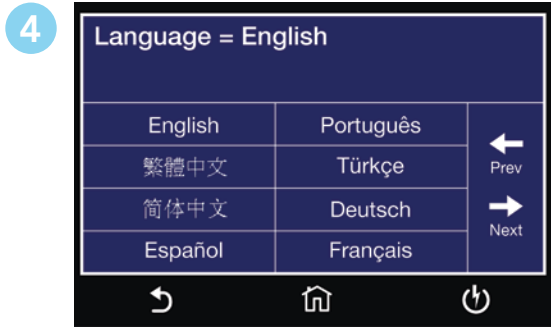 4
Language = English
English Português
繁體中文 Türkçe
Prev
简体中文 Deutsch
Next
Español Français